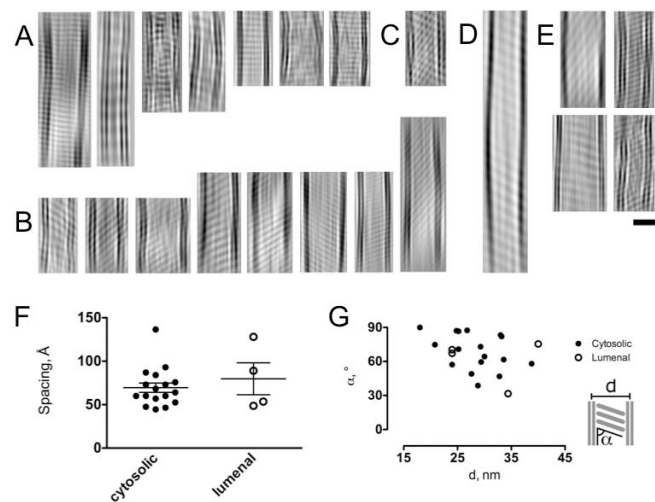 A
B
C
D
E
F
Spacing, Å
150
100
50
0
cytosolic
lumenal
G
α,°
90
60
30
0
15
25
35
45
d, nm
Cytosolic
Lumenal
d
α